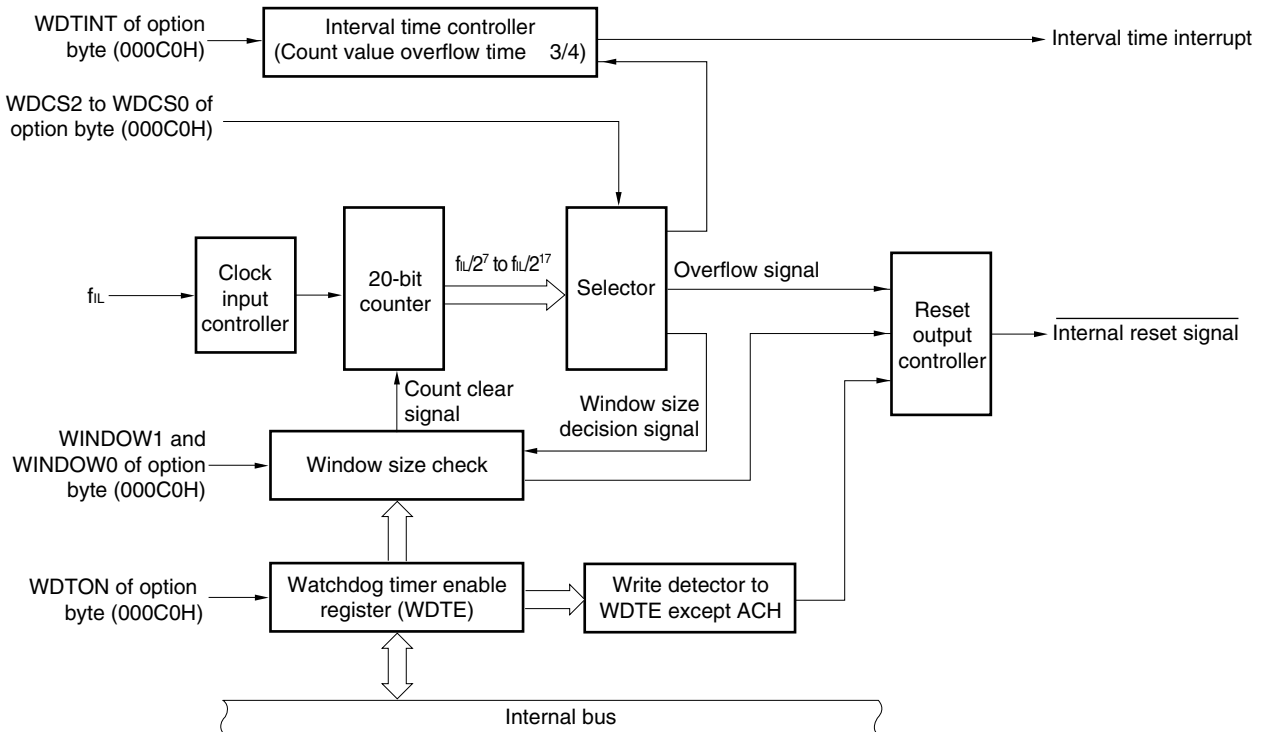 WDTINT of option
byte (000C0H)
Interval time controller
(Count value overflow time 3/4)
Interval time interrupt
WDCS2 to WDCS0 of
option byte (000C0H)
fIL
Clock
input
controller
20-bit
counter
fIL/2^7 to fIL/2^17
Selector
Overflow signal
Reset
output
controller
Internal reset signal
Count clear
signal
Window size
decision signal
WINDOW1 and
WINDOW0 of option
byte (000C0H)
Window size check
WDTON of option
byte (000C0H)
Watchdog timer enable
register (WDTE)
Write detector to
WDTE except ACH
Internal bus